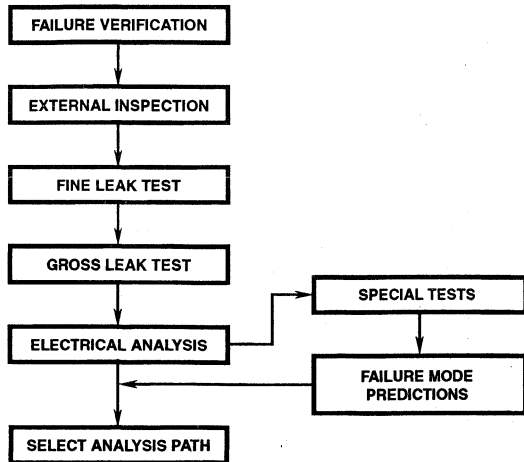 FAILURE VERIFICATION
EXTERNAL INSPECTION
FINE LEAK TEST
GROSS LEAK TEST
SPECIAL TESTS
ELECTRICAL ANALYSIS
FAILURE MODE
PREDICTIONS
SELECT ANALYSIS PATH